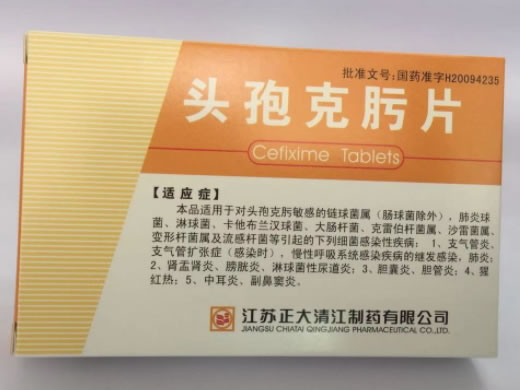 批准文号:国药准字H20094235
头孢克肟片
Cefixime Tablets
【适应症】
本品适用于对头孢克肟敏感的链球菌属（肠球菌除外），肺炎球
菌、淋球菌、卡他布兰汉球菌、大肠杆菌、克雷伯杆菌属、沙雷菌属、
变形杆菌属及流感杆菌等引起的下列细菌感染性疾病：1、支气管炎、
支气管扩张症（感染时），慢性呼吸系统感染疾病的继发感染，肺炎；
2、肾盂肾炎、膀胱炎、淋球菌性尿道炎；3、胆囊炎、胆管炎；4、猩
红热；5、中耳炎、副鼻窦炎。
江苏正大清江制药有限公司
JIANGSU CHIATAI QINGJIANG PHARMACEUTICAL CO.,LTD.